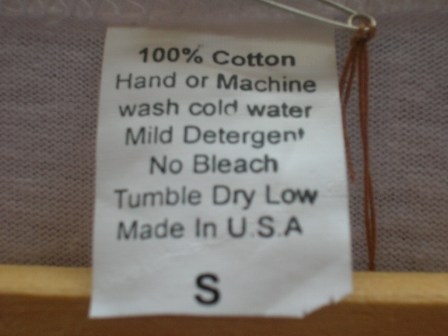 100% Cotton
Hand or Machine
wash cold water
Mild Detergent
No Bleach
Tumble Dry Low
Made In U.S.A
S